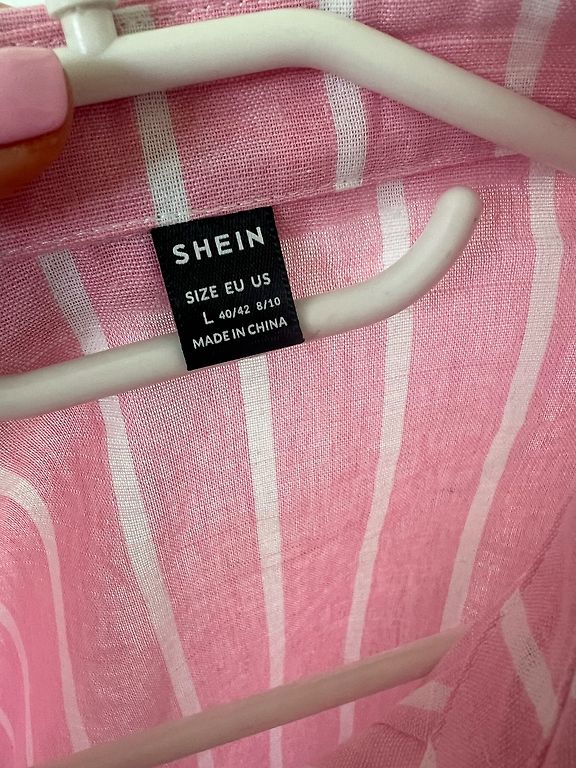 SHEIN
SIZE EU US
L 40/42 8/10
MADE IN CHINA